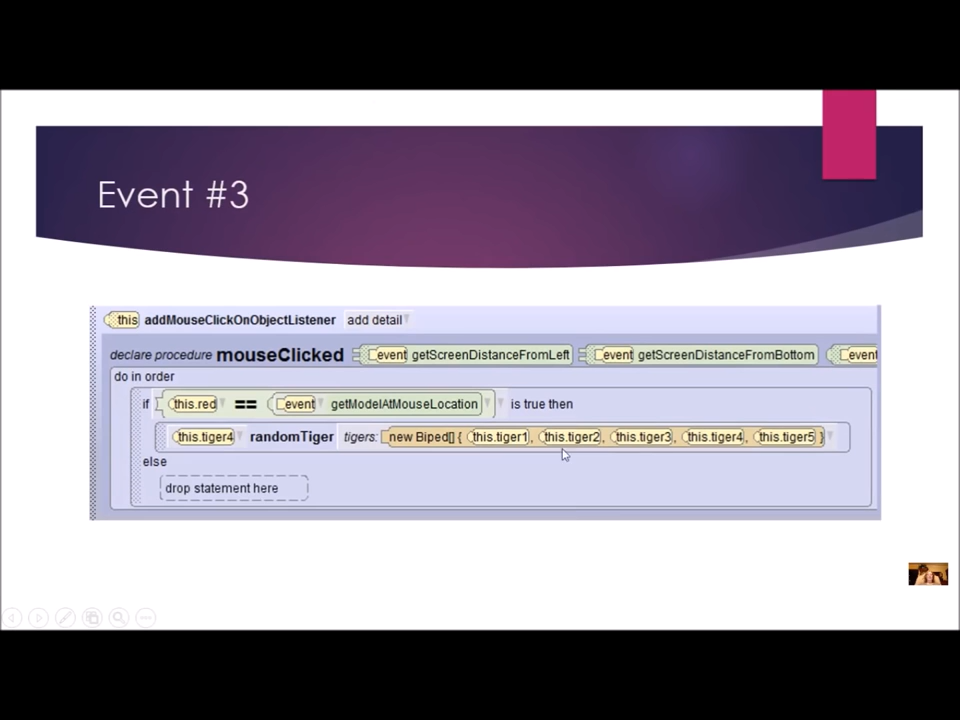 Event #3
this addMouseClickOnObjectListener add detail
declare procedure mouseClicked event getScreenDistanceFromLeft event getScreenDistanceFromBottom event
do in order
if this.red == event getModelAtMouseLocation is true then
this.tiger4 randomTiger tigers: new Biped[] { this.tiger1, this.tiger2, this.tiger3, this.tiger4, this.tiger5 }
else
drop statement here